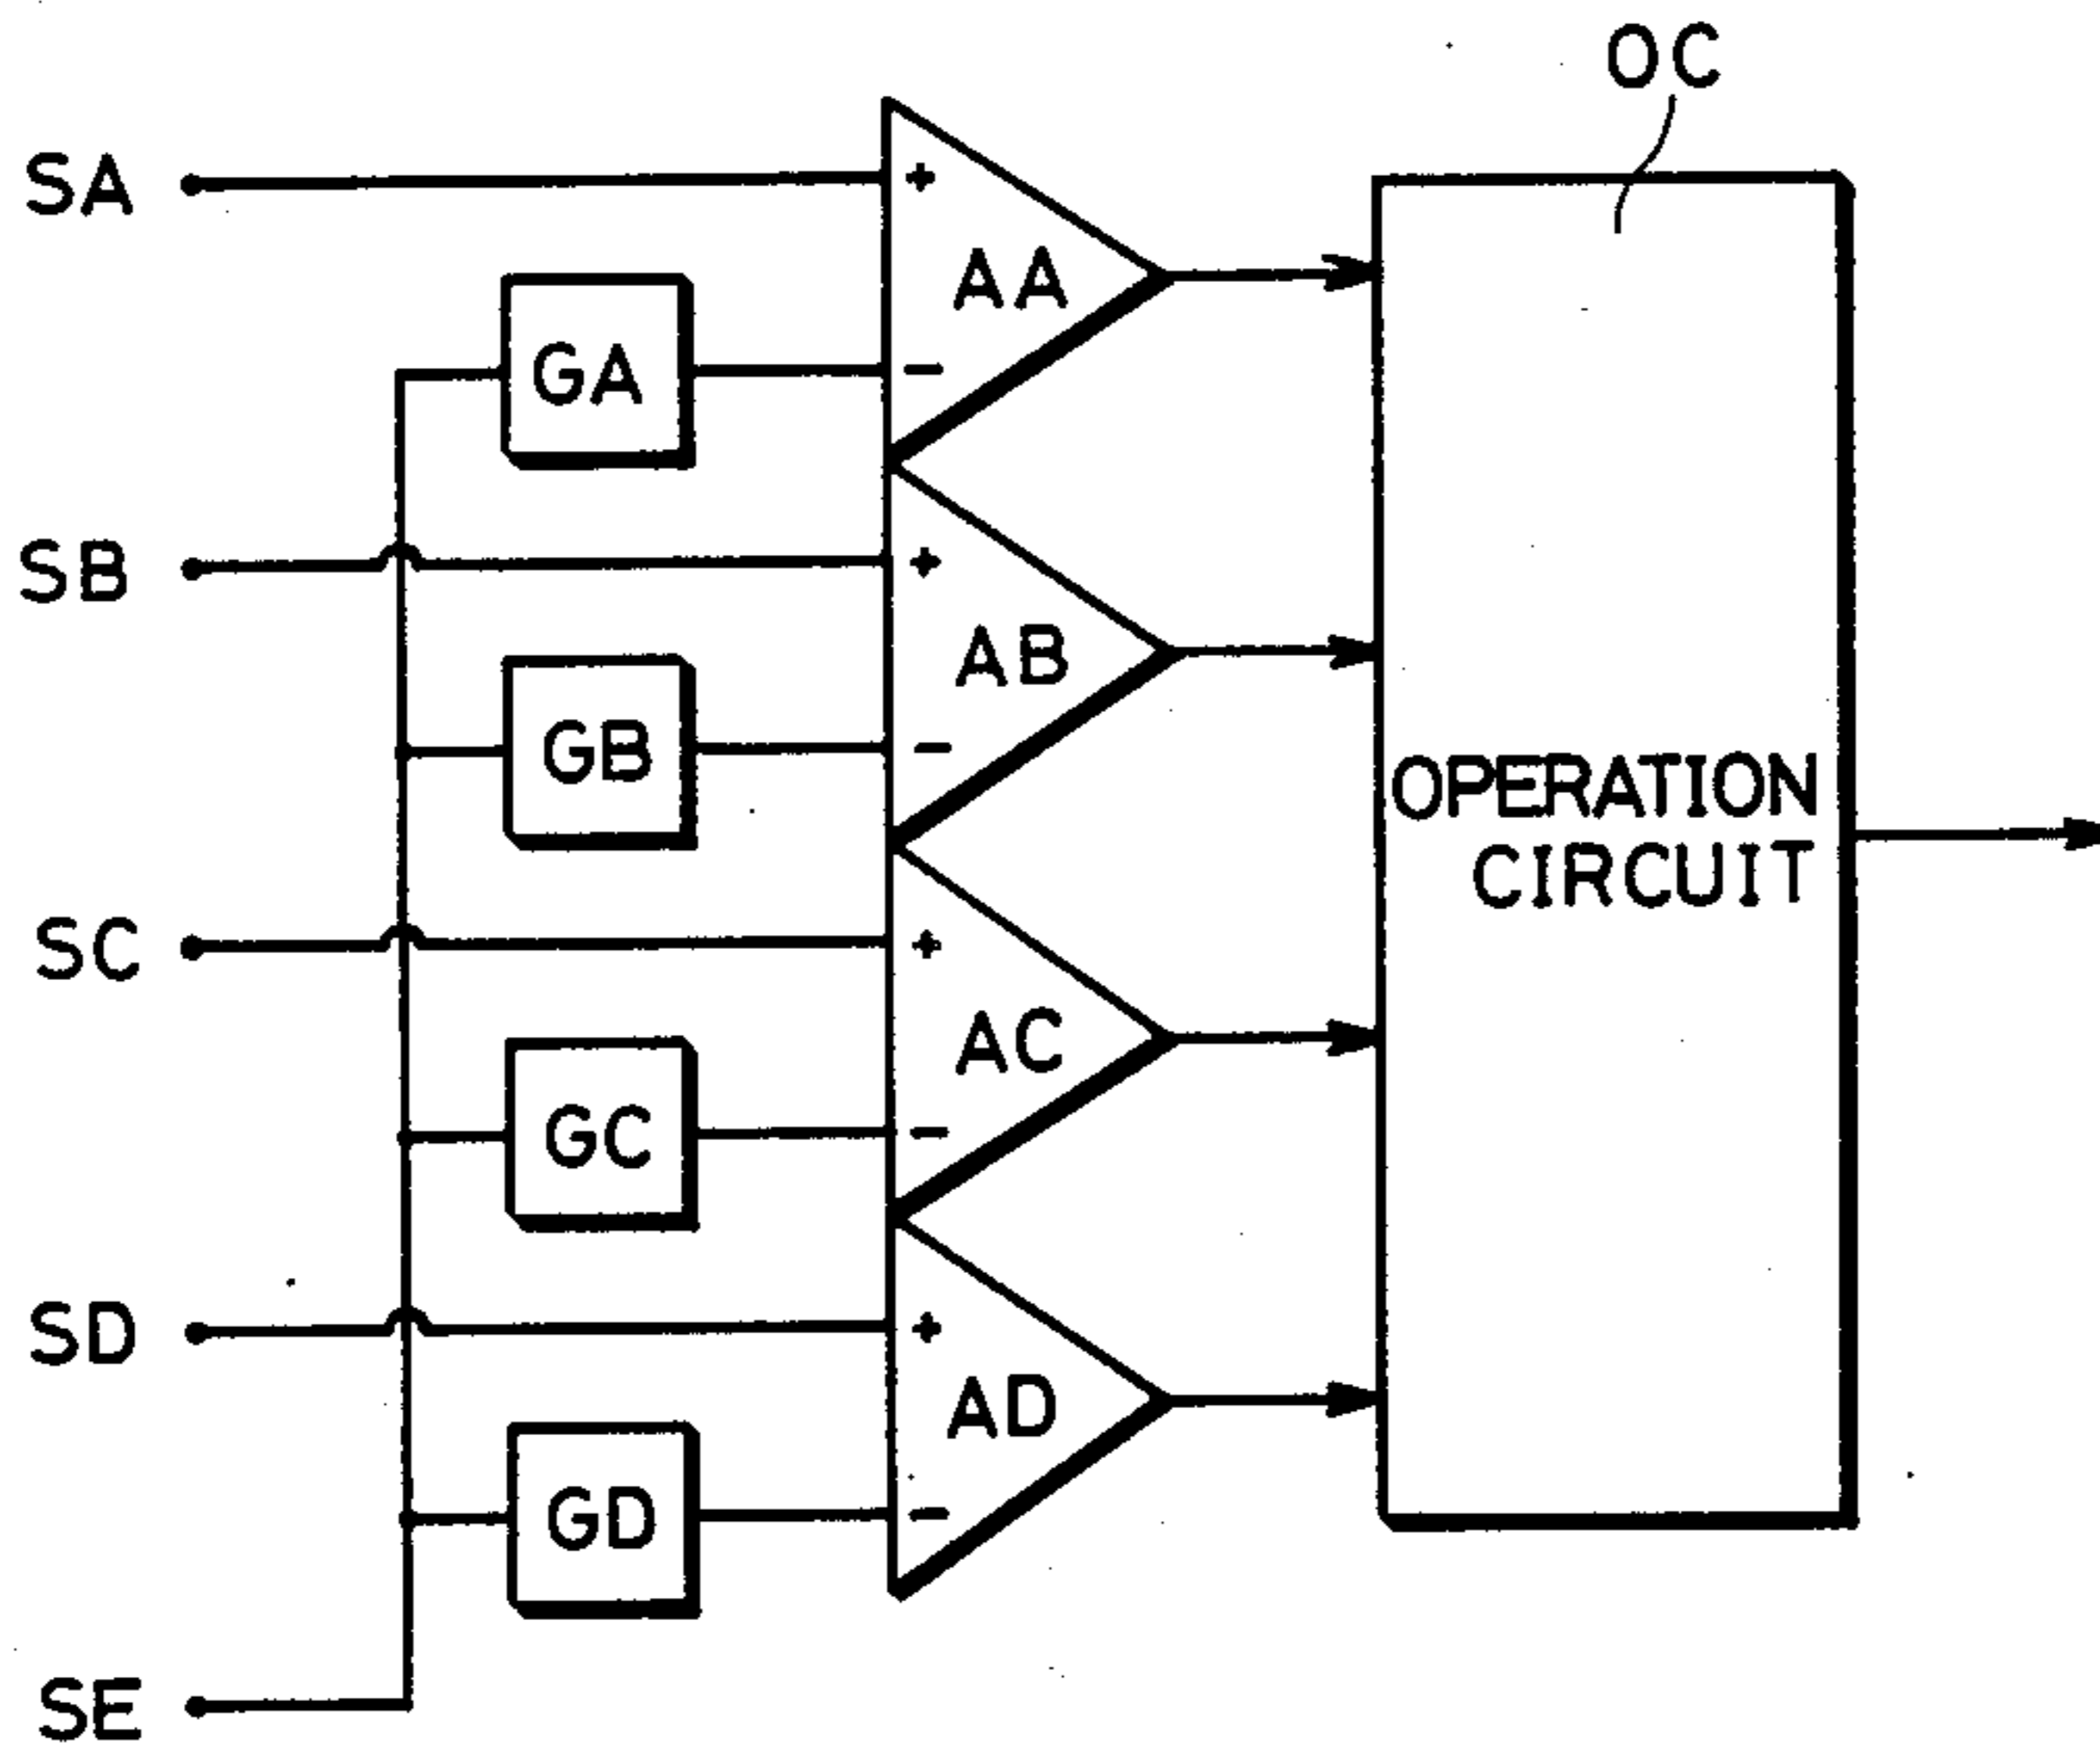 OC
SA
+
AA
GA
−
SB
+
AB
GB
−
OPERATION
CIRCUIT
SC
+
AC
GC
−
SD
+
AD
GD
−
SE